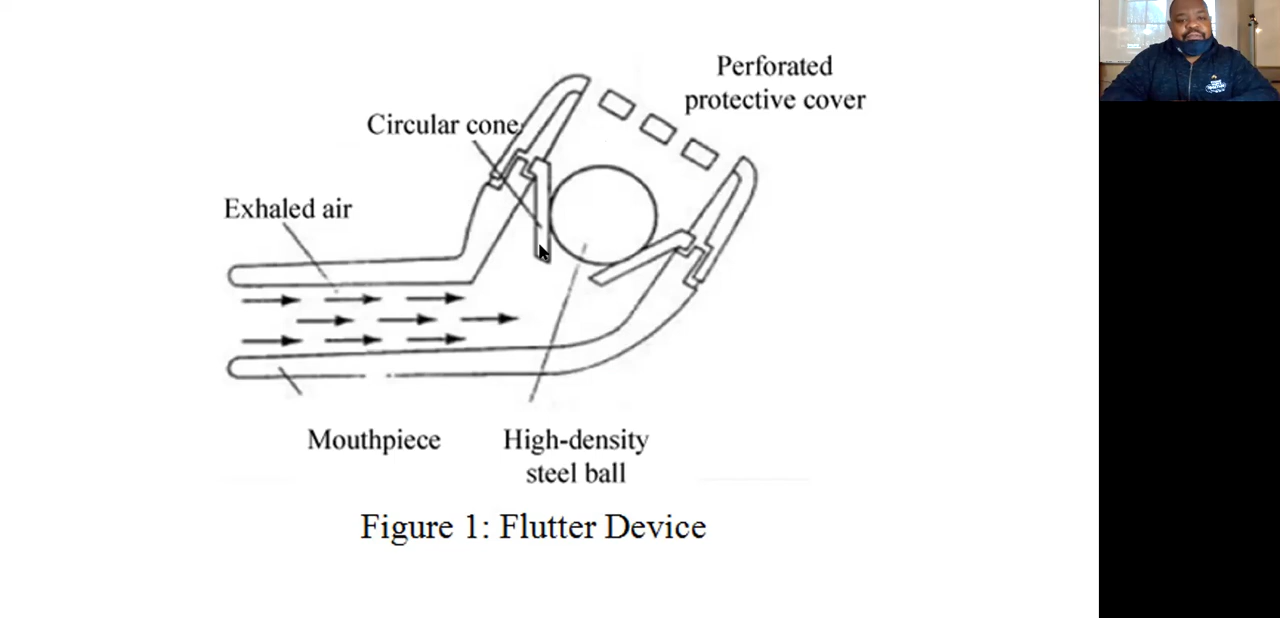 Perforated
protective cover
Circular cone
Exhaled air
Mouthpiece
High-density
steel ball
Figure 1: Flutter Device